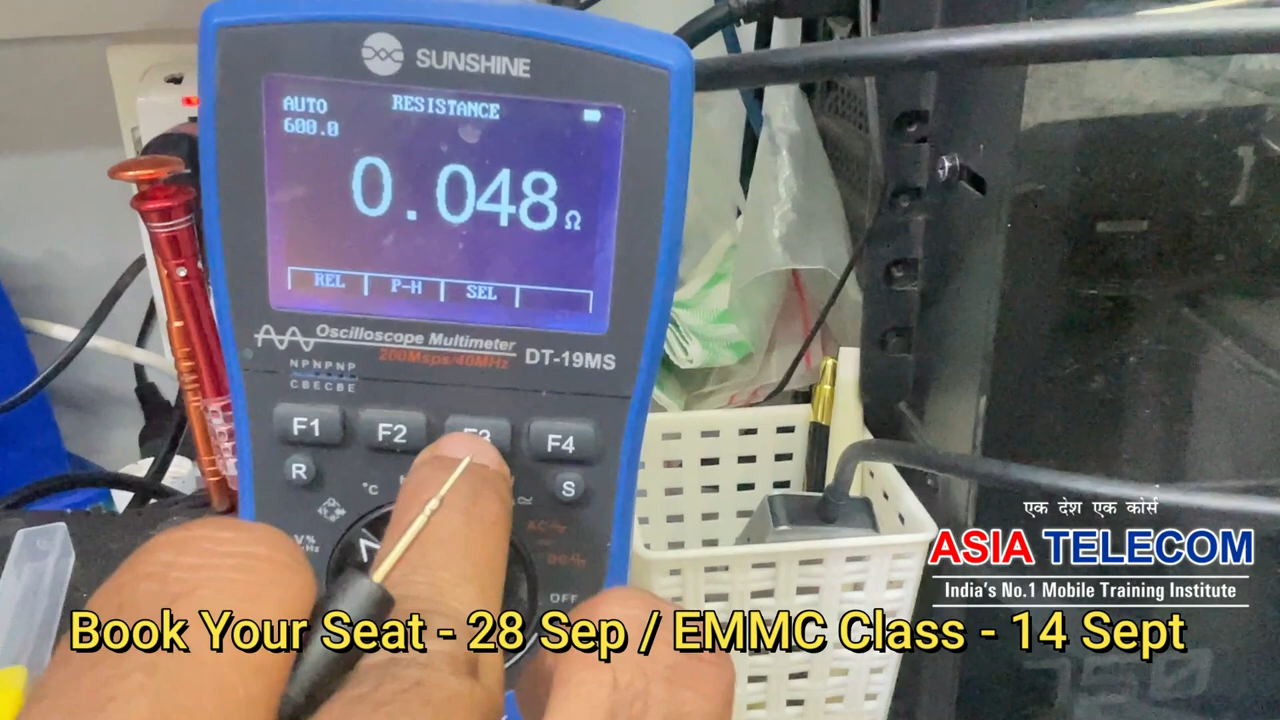 SUNSHINE
AUTO
RESISTANCE
600.0
0.048 Ω
REL
P-H
SEL
Oscilloscope Multimeter
200Msps/40MHz
DT-19MS
NPNPNP
CBECBE
F1
F2
F3
F4
R
S
°C
V%
OFF
एक देश एक कोर्स
ASIA TELECOM
India's No.1 Mobile Training Institute
Book Your Seat - 28 Sep / EMMC Class - 14 Sept